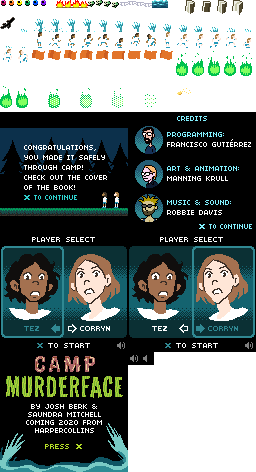 CREDITS
PROGRAMMING:
FRANCISCO GUTIÉRREZ
ART & ANIMATION:
MANNING KRULL
MUSIC & SOUND:
ROBBIE DAVIS
X TO CONTINUE
CONGRATULATIONS,
YOU MADE IT SAFELY
THROUGH CAMP!
CHECK OUT THE COVER
OF THE BOOK!
X TO CONTINUE
PLAYER SELECT
TEZ CORRYN
X TO START
PLAYER SELECT
TEZ CORRYN
X TO START
CAMP
MURDERFACE
BY JOSH BERK &
SAUNDRA MITCHELL
COMING 2020 FROM
HARPERCOLLINS
PRESS X